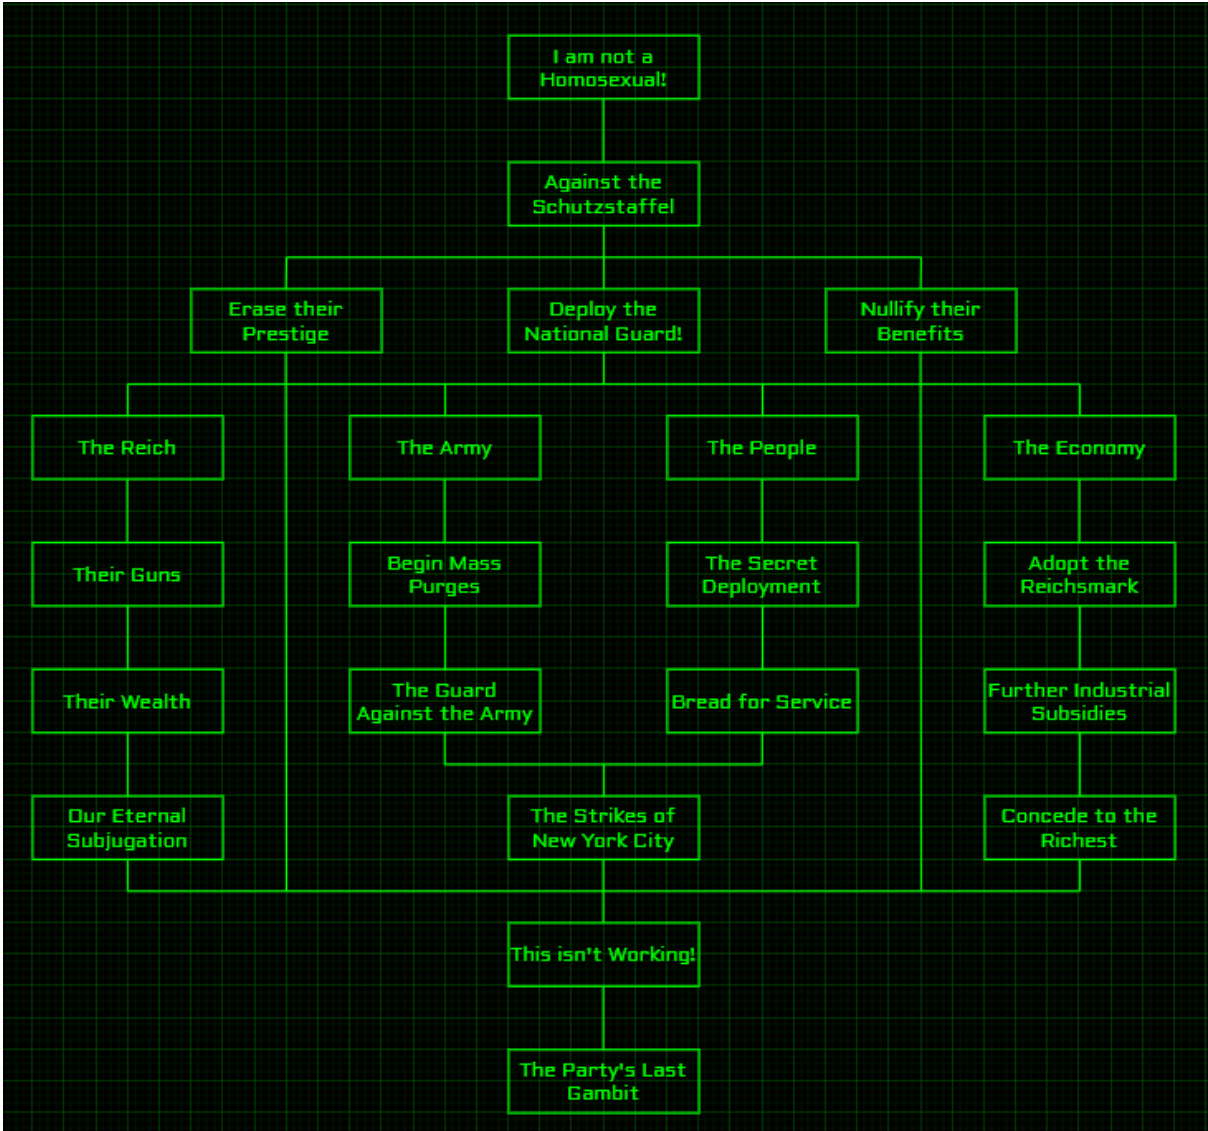 I am not a
Homosexual!
Against the
Schutzstaffel
Erase their
Prestige
Deploy the
National Guard!
Nullify their
Benefits
The Reich
The Army
The People
The Economy
Their Guns
Begin Mass
Purges
The Secret
Deployment
Adopt the
Reichsmark
Their Wealth
The Guard
Against the Army
Bread for Service
Further Industrial
Subsidies
Our Eternal
Subjugation
The Strikes of
New York City
Concede to the
Richest
This isn't Working!
The Party's Last
Gambit